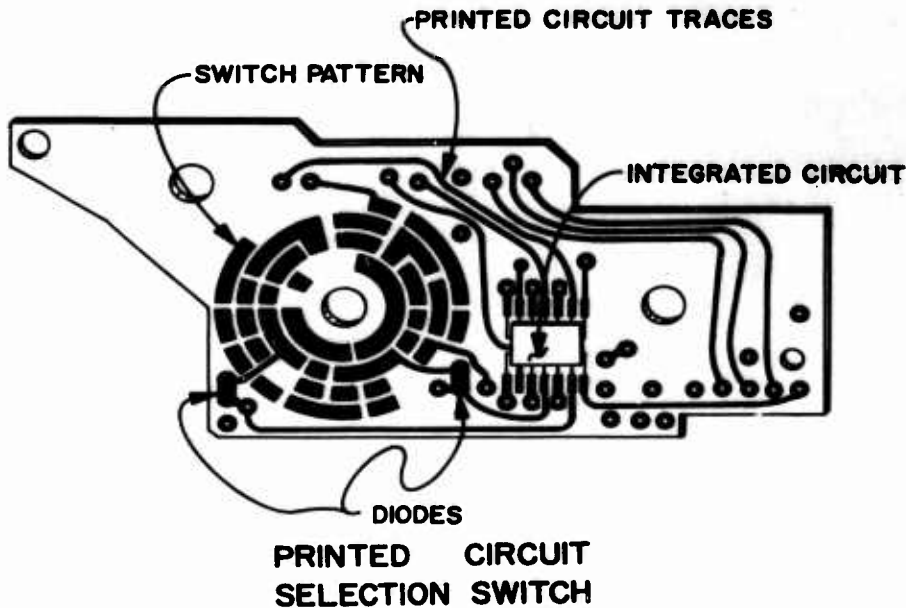 PRINTED CIRCUIT TRACES
SWITCH PATTERN
INTEGRATED CIRCUIT
DIODES
PRINTED CIRCUIT
SELECTION SWITCH